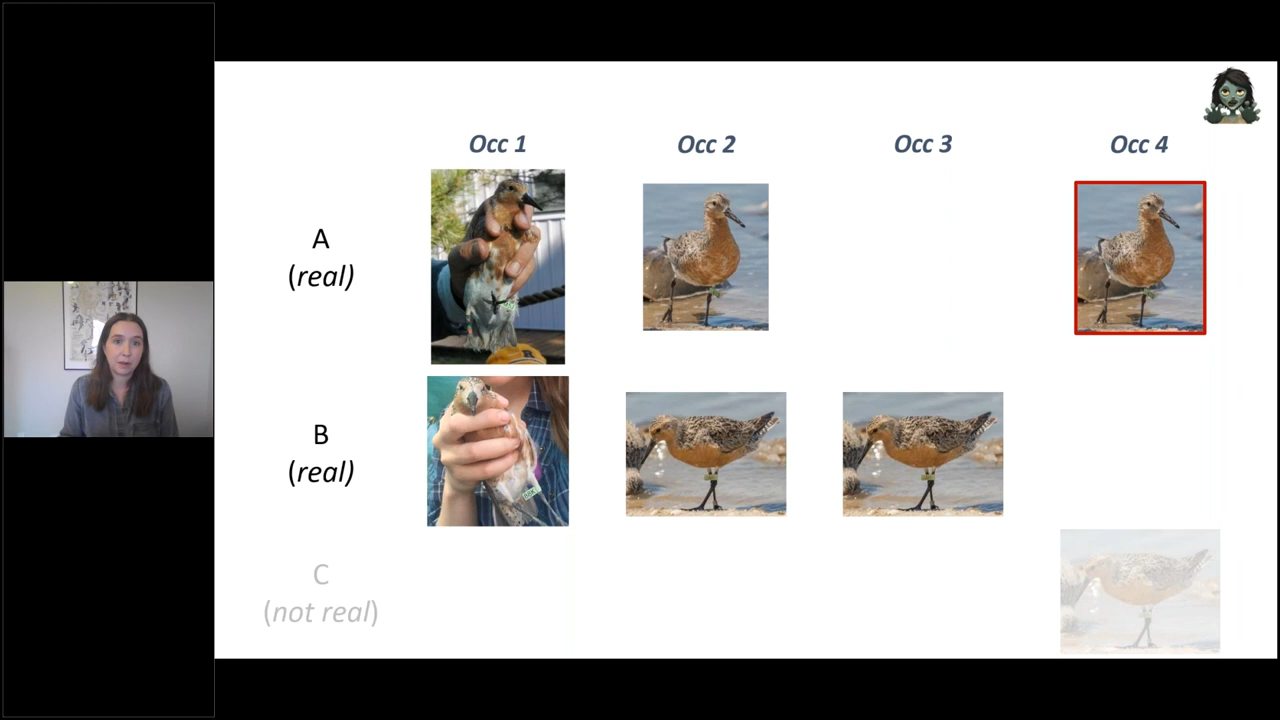 Occ 1 Occ 2 Occ 3 Occ 4
A
(real)
B
(real)
C
(not real)